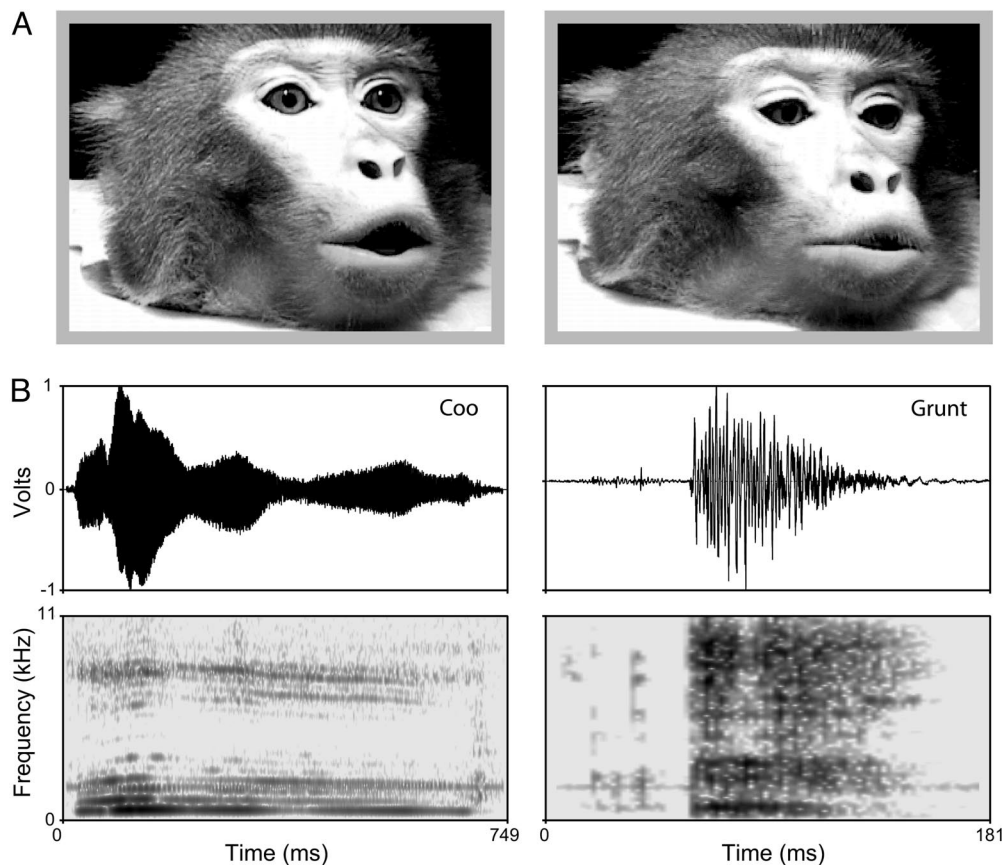 A
B
1
Coo
Grunt
Volts
0
-1
11
Frequency (kHz)
0
0
749
0
181
Time (ms)
Time (ms)